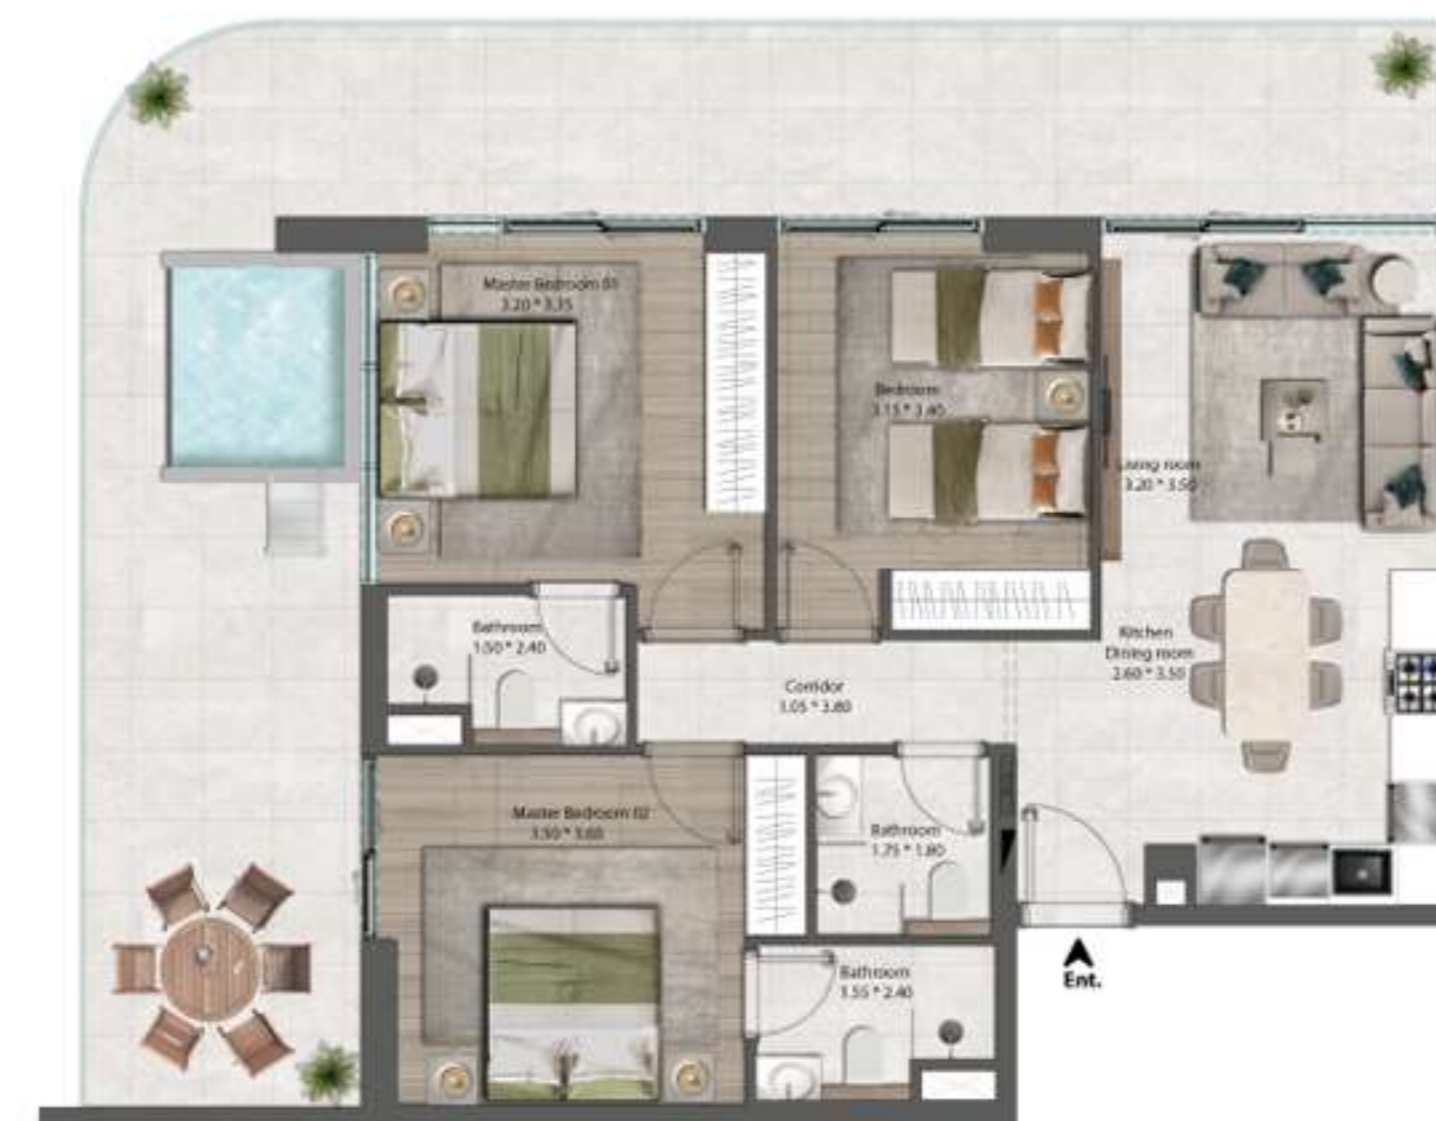 Master Bedroom 01
3.20 * 3.35
Bedroom
3.15 * 3.40
Living room
3.20 * 3.50
Bathroom
1.50 * 2.40
Kitchen
Dining room
2.60 * 3.50
Corridor
1.05 * 3.80
Master Bedroom 02
3.50 * 3.60
Bathroom
1.75 * 1.80
Bathroom
1.55 * 2.40
Ent.